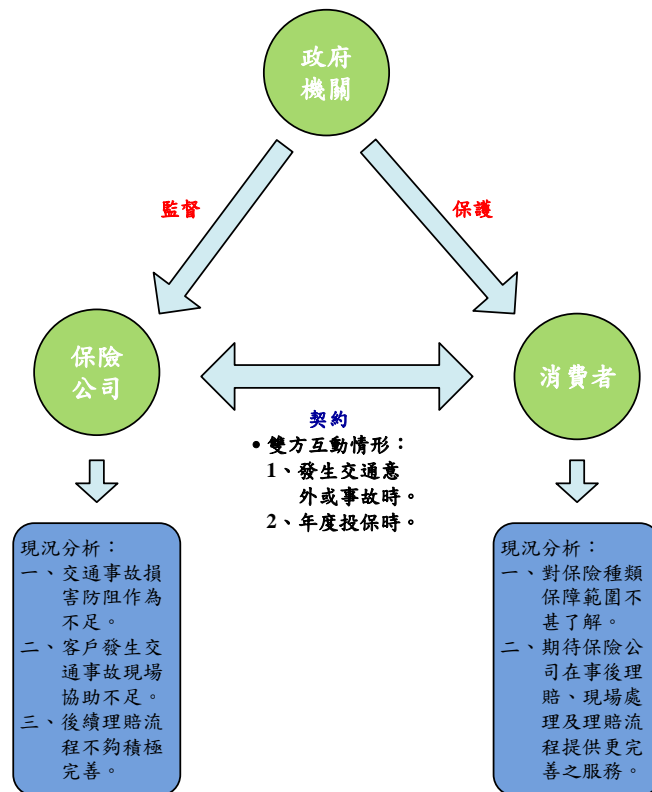 政府
機關
監督
保護
保險
公司
消費者
契約
• 雙方互動情形：
1、發生交通意
外或事故時。
2、年度投保時。
現況分析：
一、交通事故損
害防阻作為
不足。
二、客戶發生交
通事故現場
協助不足。
三、後續理賠流
程不夠積極
完善。
現況分析：
一、對保險種類
保障範圍不
甚了解。
二、期待保險公
司在事後理
賠、現場處
理及理賠流
程提供更完
善之服務。